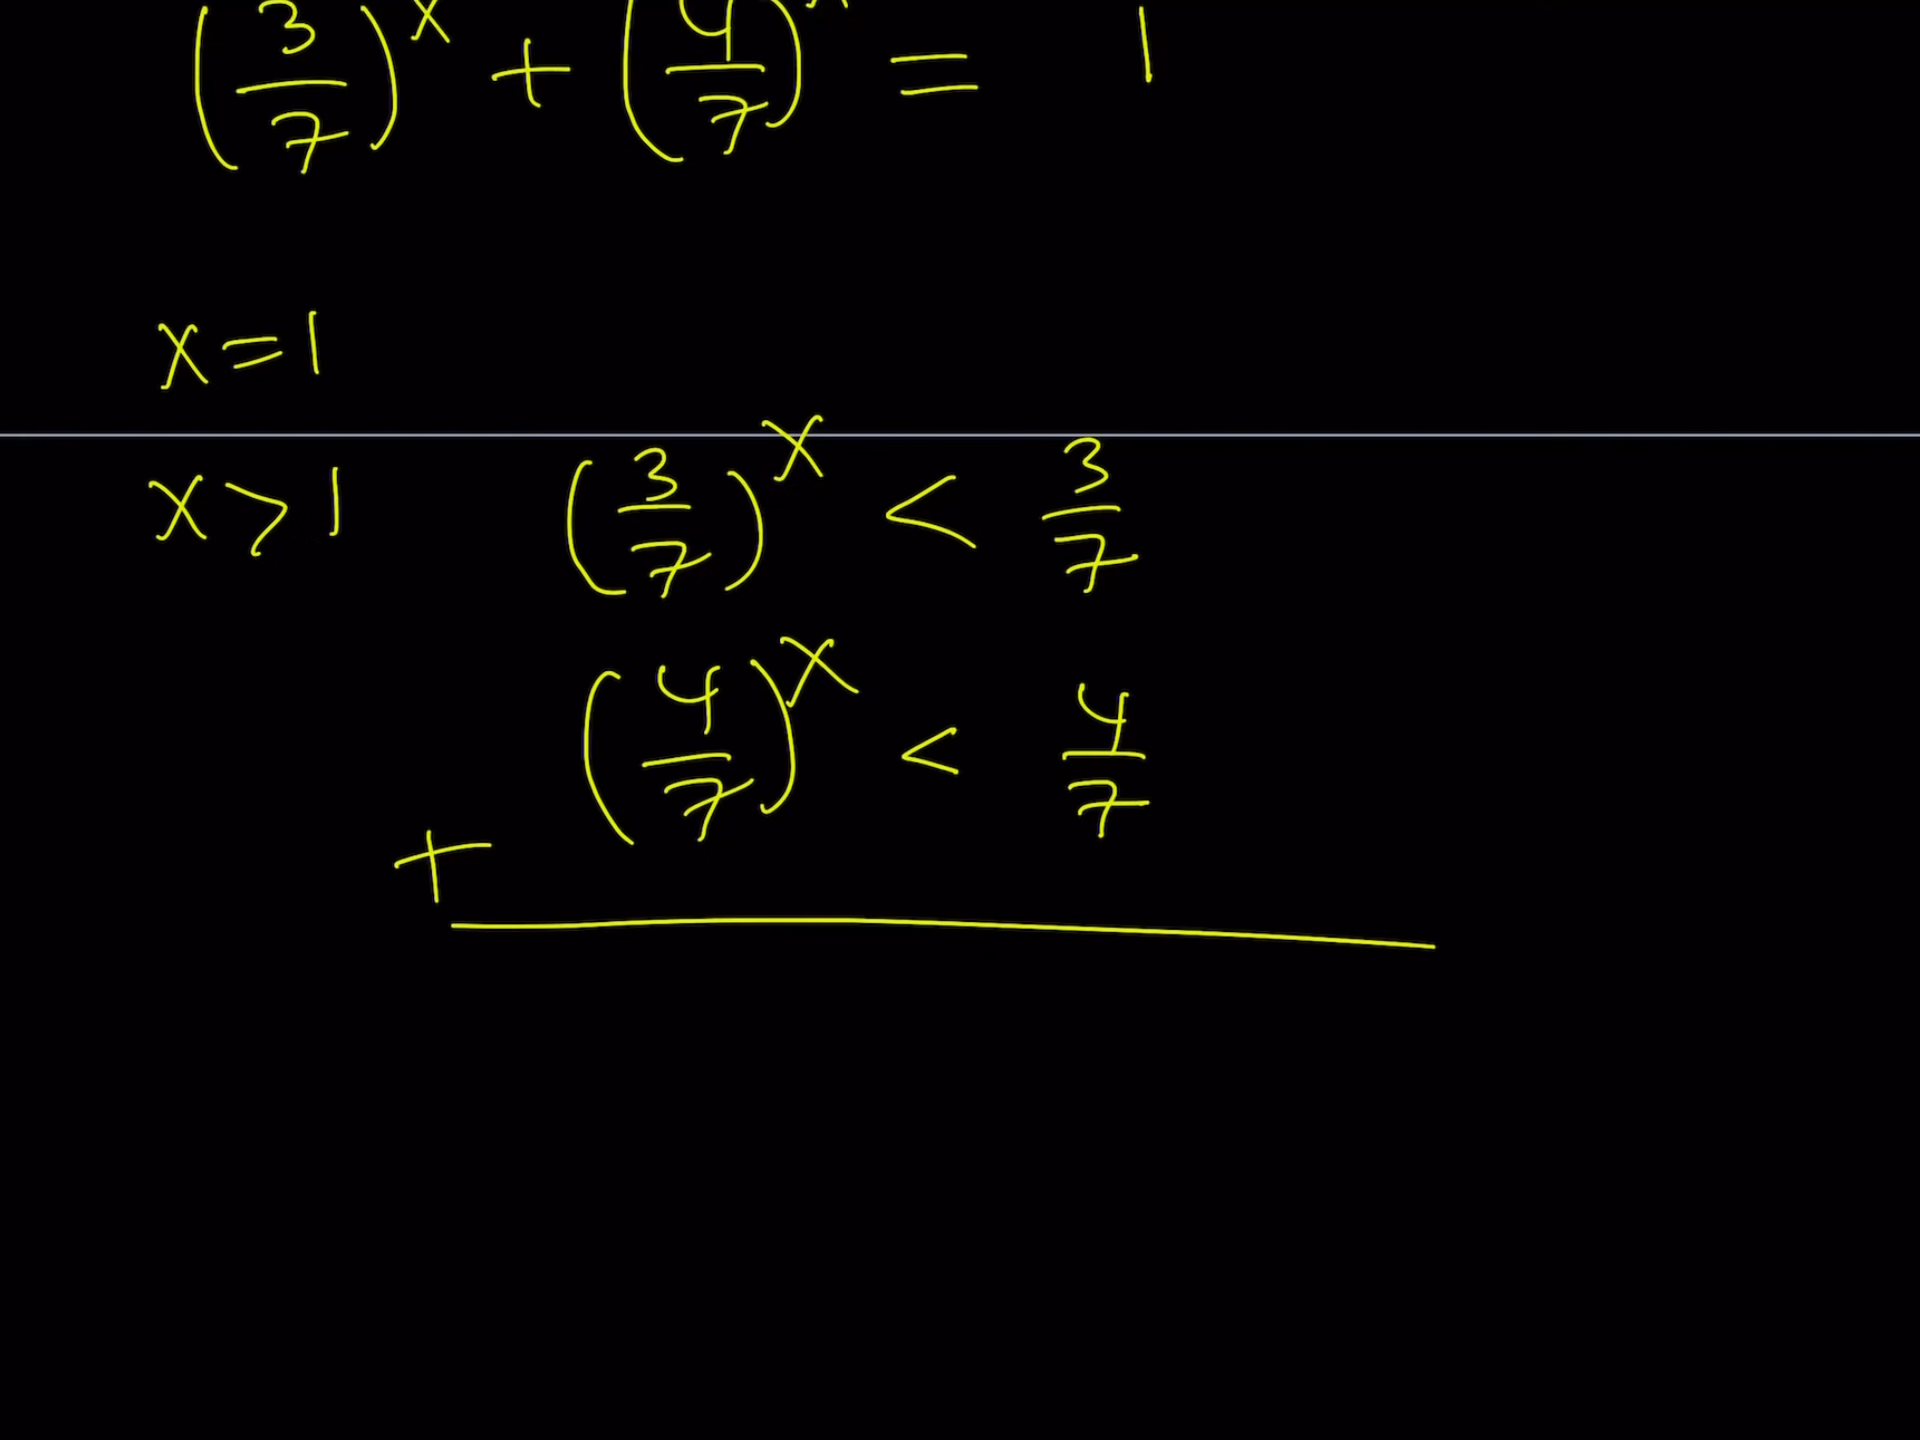 (3/7)^x + (4/7)^x = 1
x = 1
x > 1 (3/7)^x < 3/7
(4/7)^x < 4/7
+